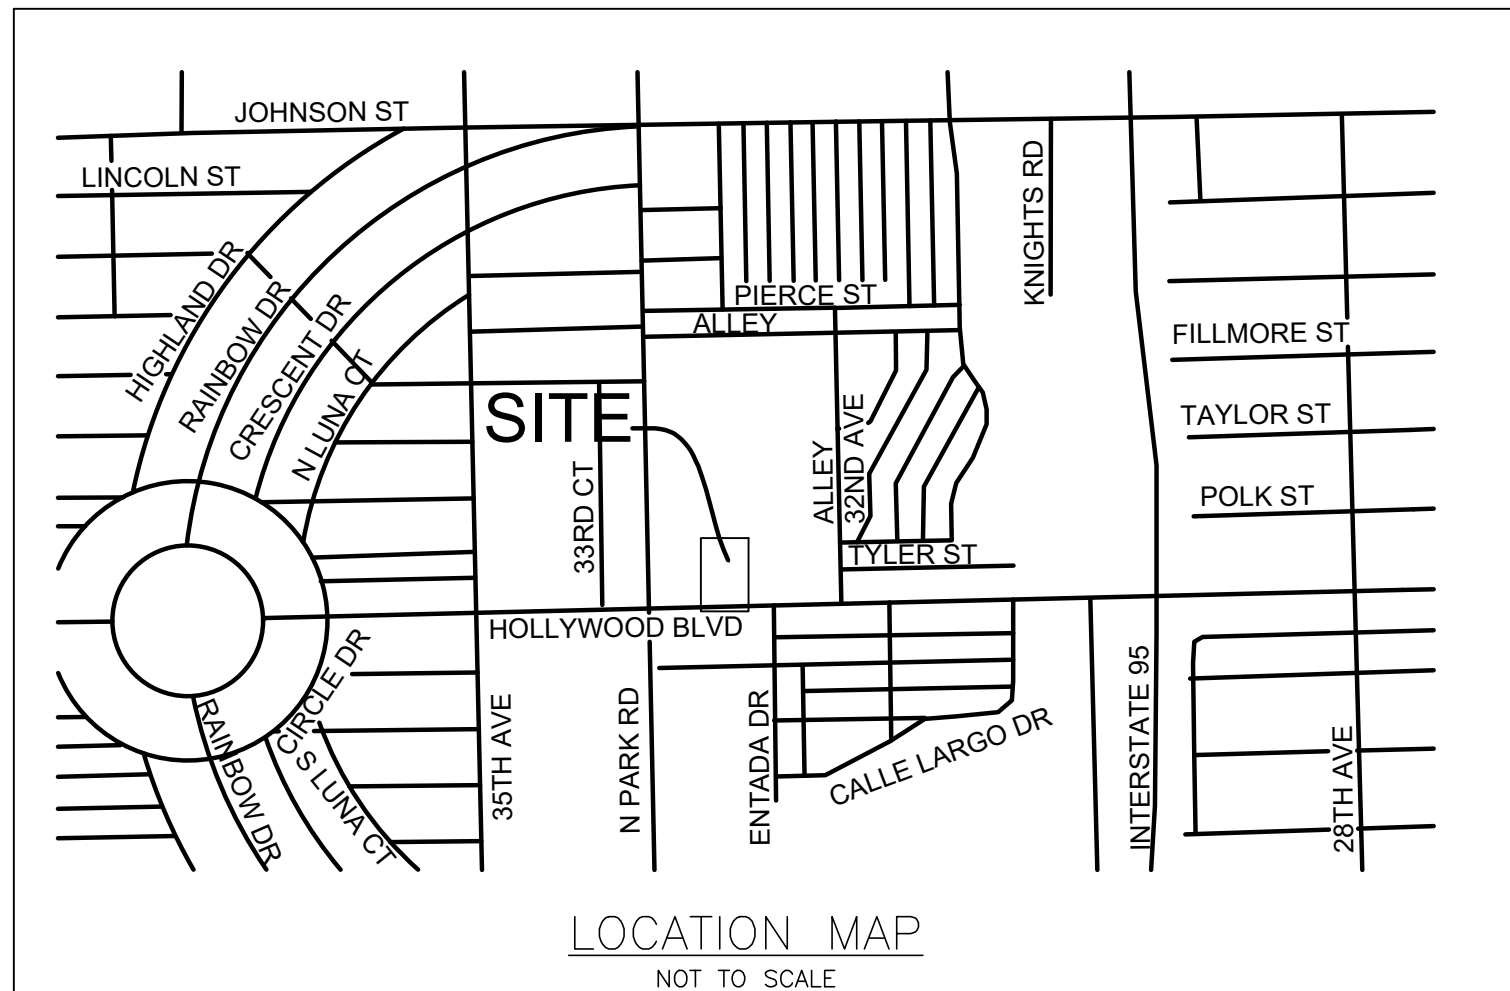 JOHNSON ST
LINCOLN ST
KNIGHTS RD
HIGHLAND DR
RAINBOW DR
CRESCENT DR
N LUNA CT
PIERCE ST
ALLEY
FILLMORE ST
SITE
TAYLOR ST
33RD CT
ALLEY
32ND AVE
POLK ST
TYLER ST
HOLLYWOOD BLVD
CIRCLE DR
RAINBOW DR
S LUNA CT
35TH AVE
N PARK RD
ENTADA DR
CALLE LARGO DR
INTERSTATE 95
28TH AVE
LOCATION MAP
NOT TO SCALE